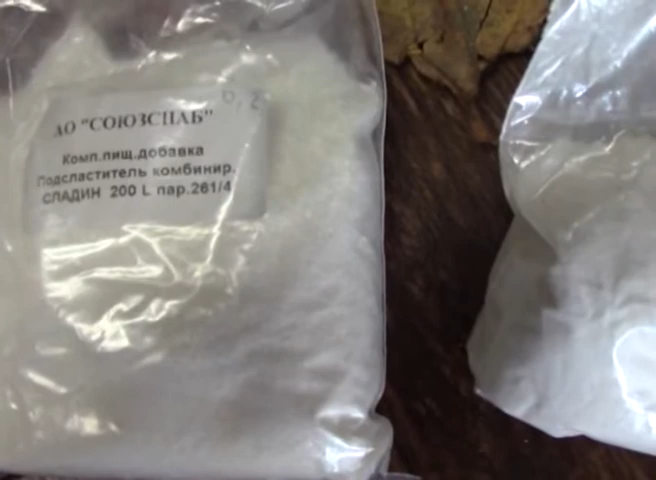 АО "СОЮЗСНАБ"
Комп.пищ.добавка
Подсластитель комбинир.
СЛАДИН 200 L пар.261/4